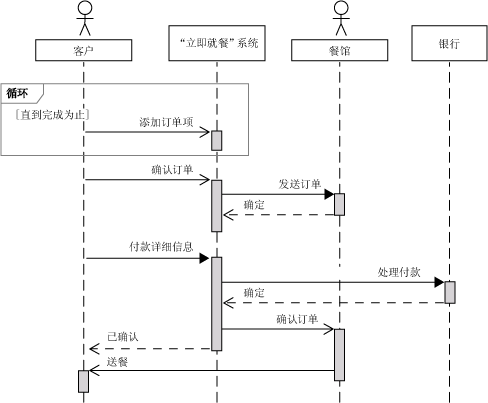 客户
“立即就餐”系统
餐馆
银行
循环
[直到完成为止]
添加订单项
确认订单
发送订单
确定
付款详细信息
处理付款
确定
确认订单
已确认
送餐